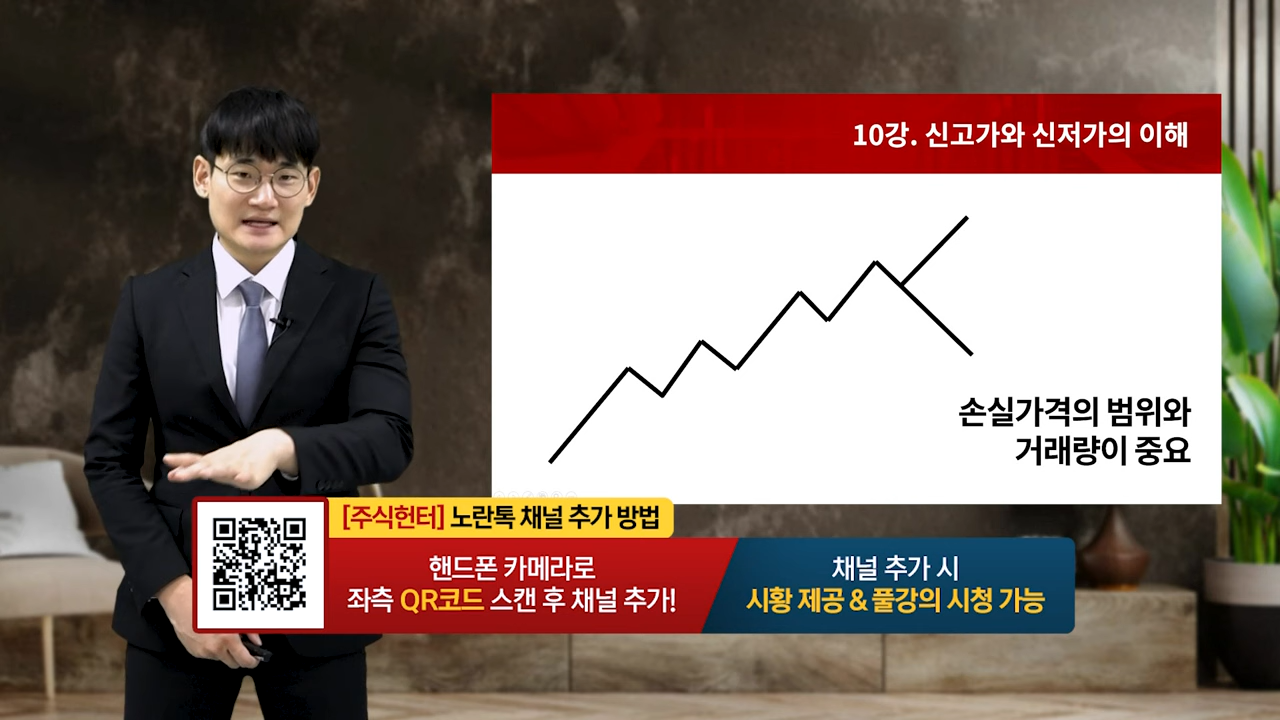 10강. 신고가와 신저가의 이해
손실가격의 범위와
거래량이 중요
[주식헌터] 노란톡 채널 추가 방법
핸드폰 카메라로
좌측 QR코드 스캔 후 채널 추가!
채널 추가 시
시황 제공 & 풀강의 시청 가능